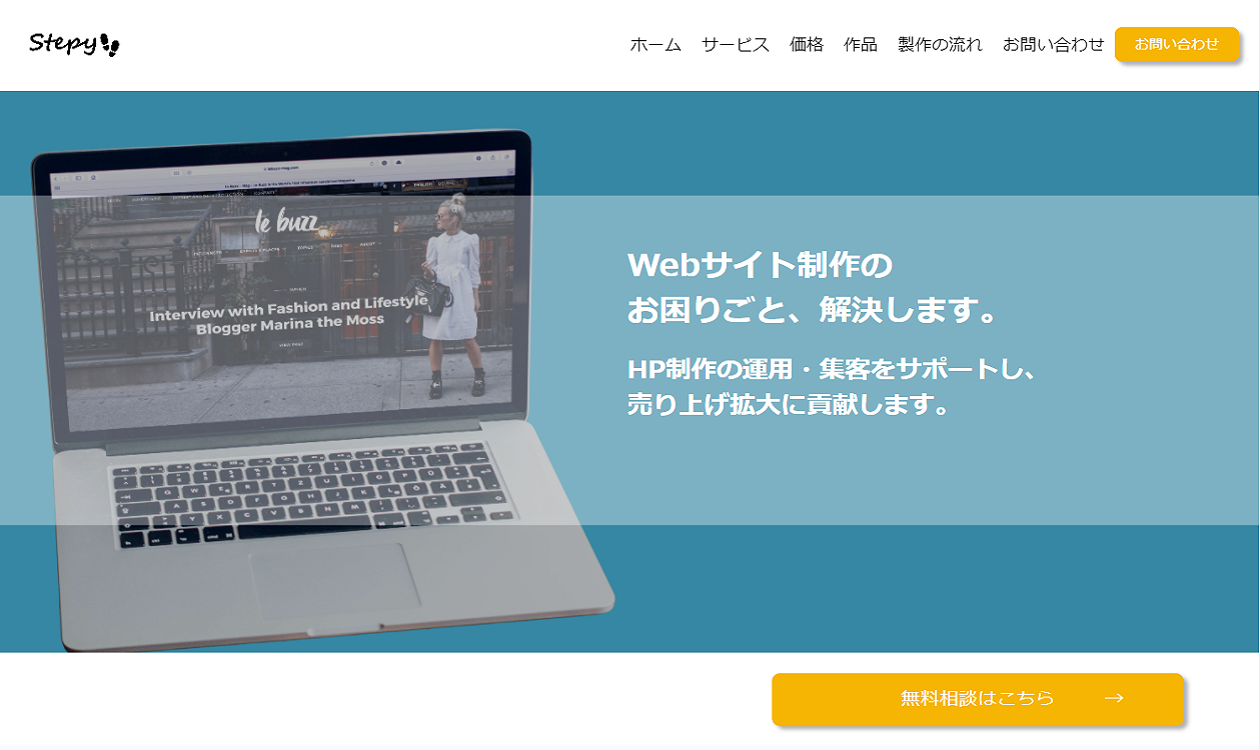 Stepy
ホーム サービス 価格 作品 製作の流れ お問い合わせ お問い合わせ
le buzz
Interview with Fashion and Lifestyle
Blogger Marina the Moss
Webサイト制作の
お困りごと、解決します。
HP制作の運用・集客をサポートし、
売り上げ拡大に貢献します。
無料相談はこちら →